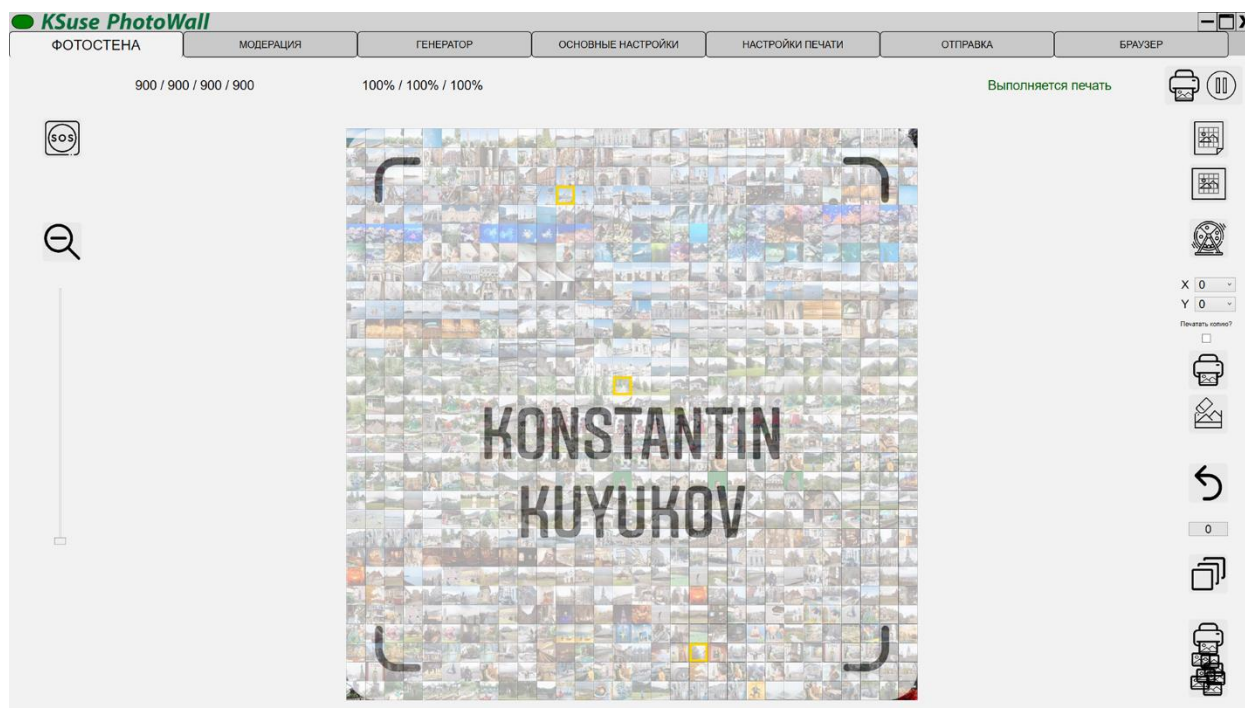 KSuse PhotoWall
ФОТОСТЕНА
МОДЕРАЦИЯ
ГЕНЕРАТОР
ОСНОВНЫЕ НАСТРОЙКИ
НАСТРОЙКИ ПЕЧАТИ
ОТПРАВКА
БРАУЗЕР
900 / 900 / 900 / 900
100% / 100% / 100%
Выполняется печать
SOS
X 0
Y 0
Печатать копию?
KONSTANTIN
KUYUKOV
0